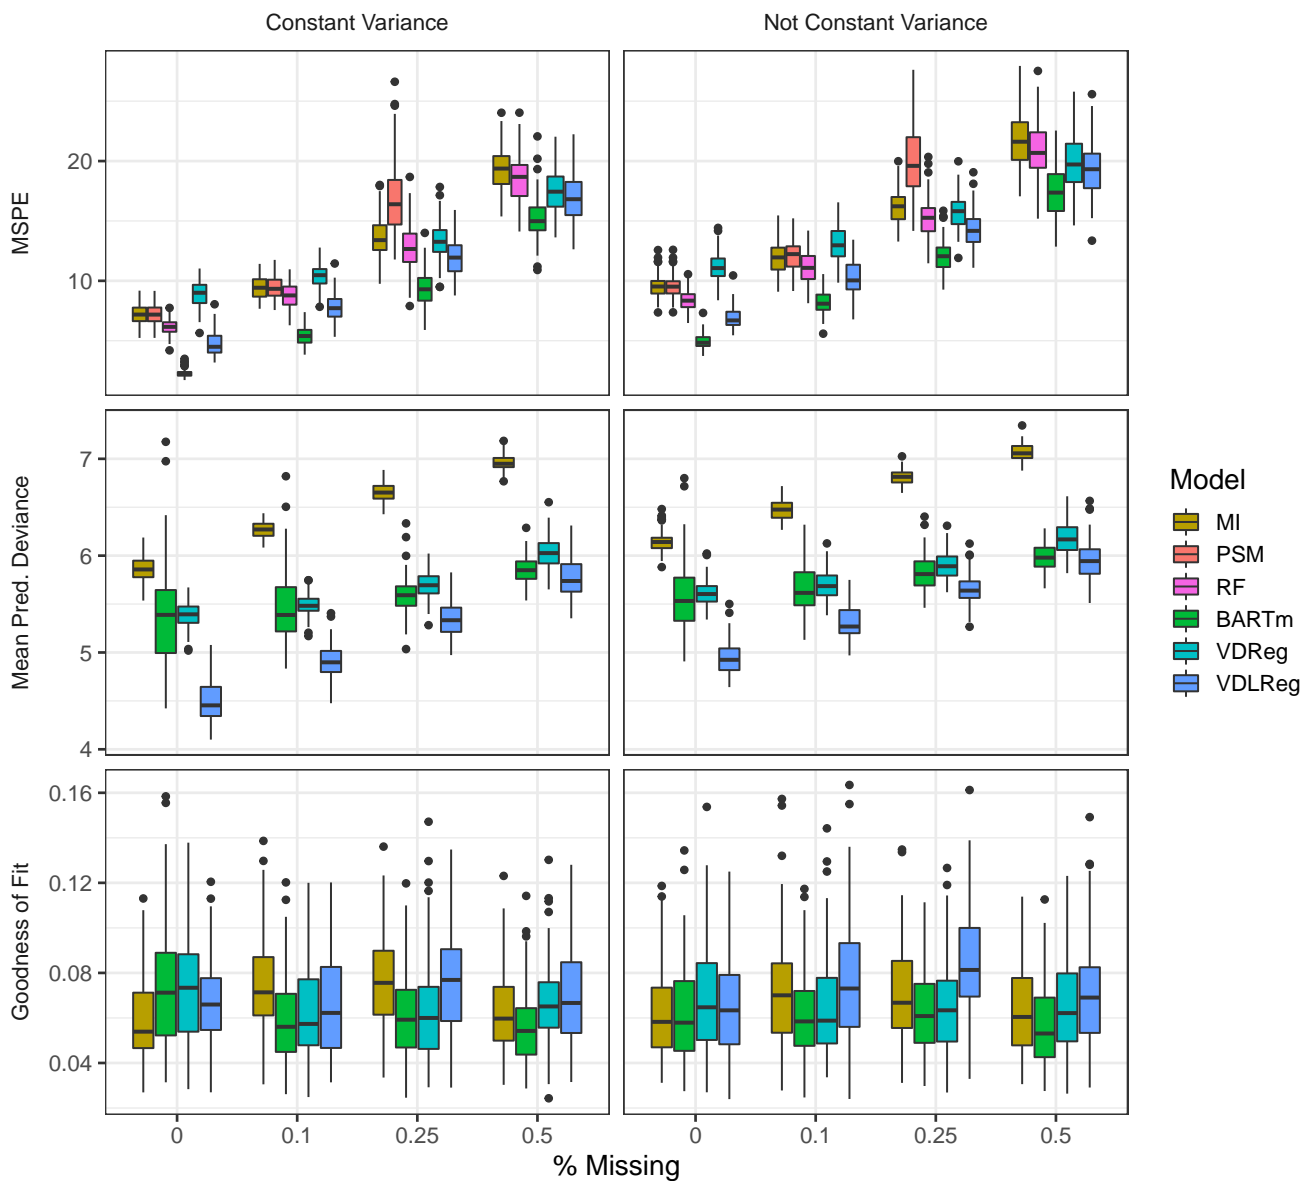 Constant Variance
Not Constant Variance
MSPE
20
10
Mean Pred. Deviance
7
6
5
4
Goodness of Fit
0.16
0.12
0.08
0.04
0 0.1 0.25 0.5
0 0.1 0.25 0.5
% Missing
Model
MI
PSM
RF
BARTm
VDReg
VDLReg